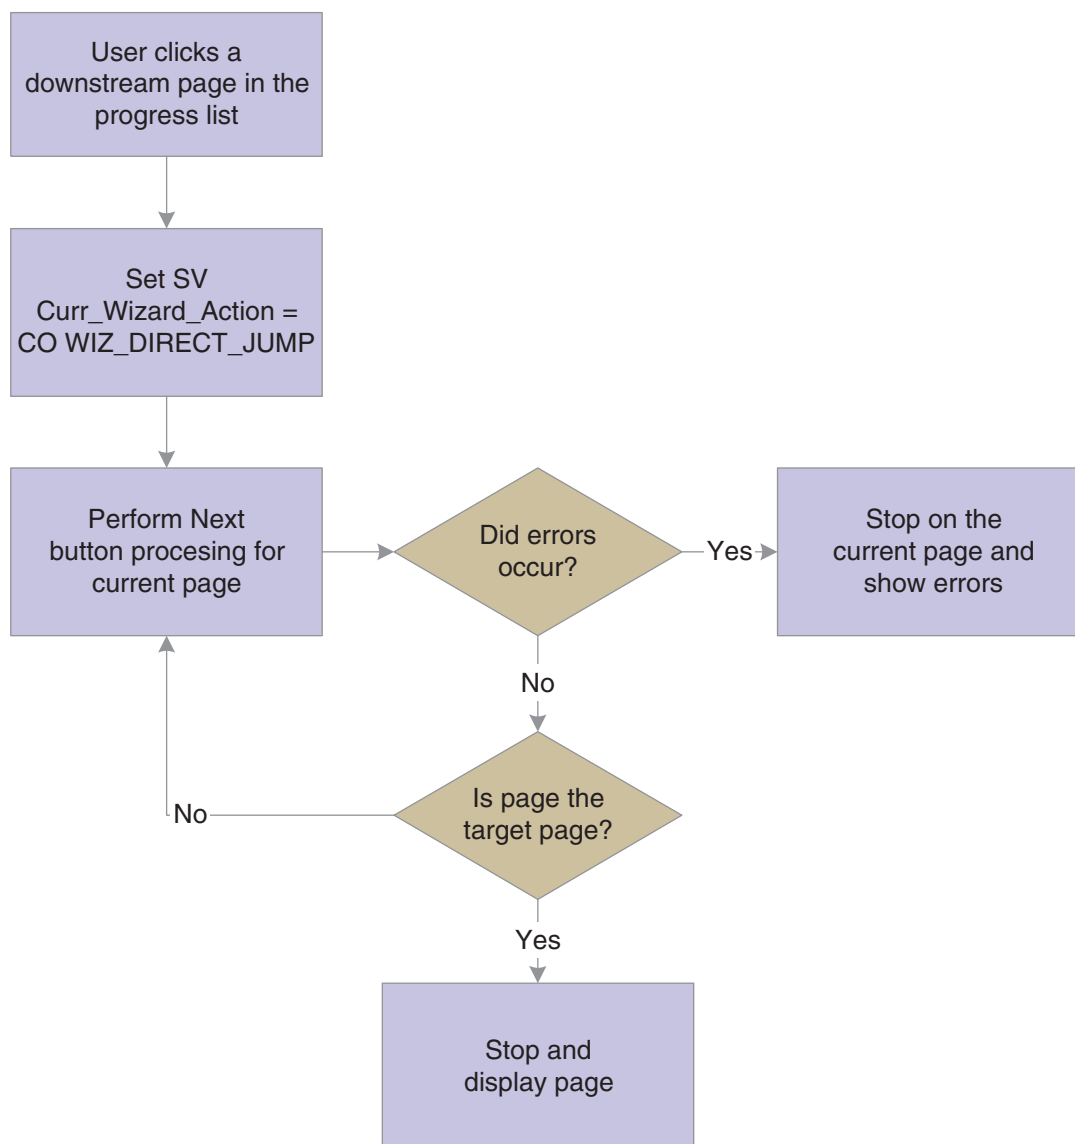 User clicks a
downstream page in the
progress list
Set SV
Curr_Wizard_Action =
CO WIZ_DIRECT_JUMP
Perform Next
button procesing for
current page
Did errors
occur?
Yes
Stop on the
current page and
show errors
No
Is page the
target page?
No
Yes
Stop and
display page